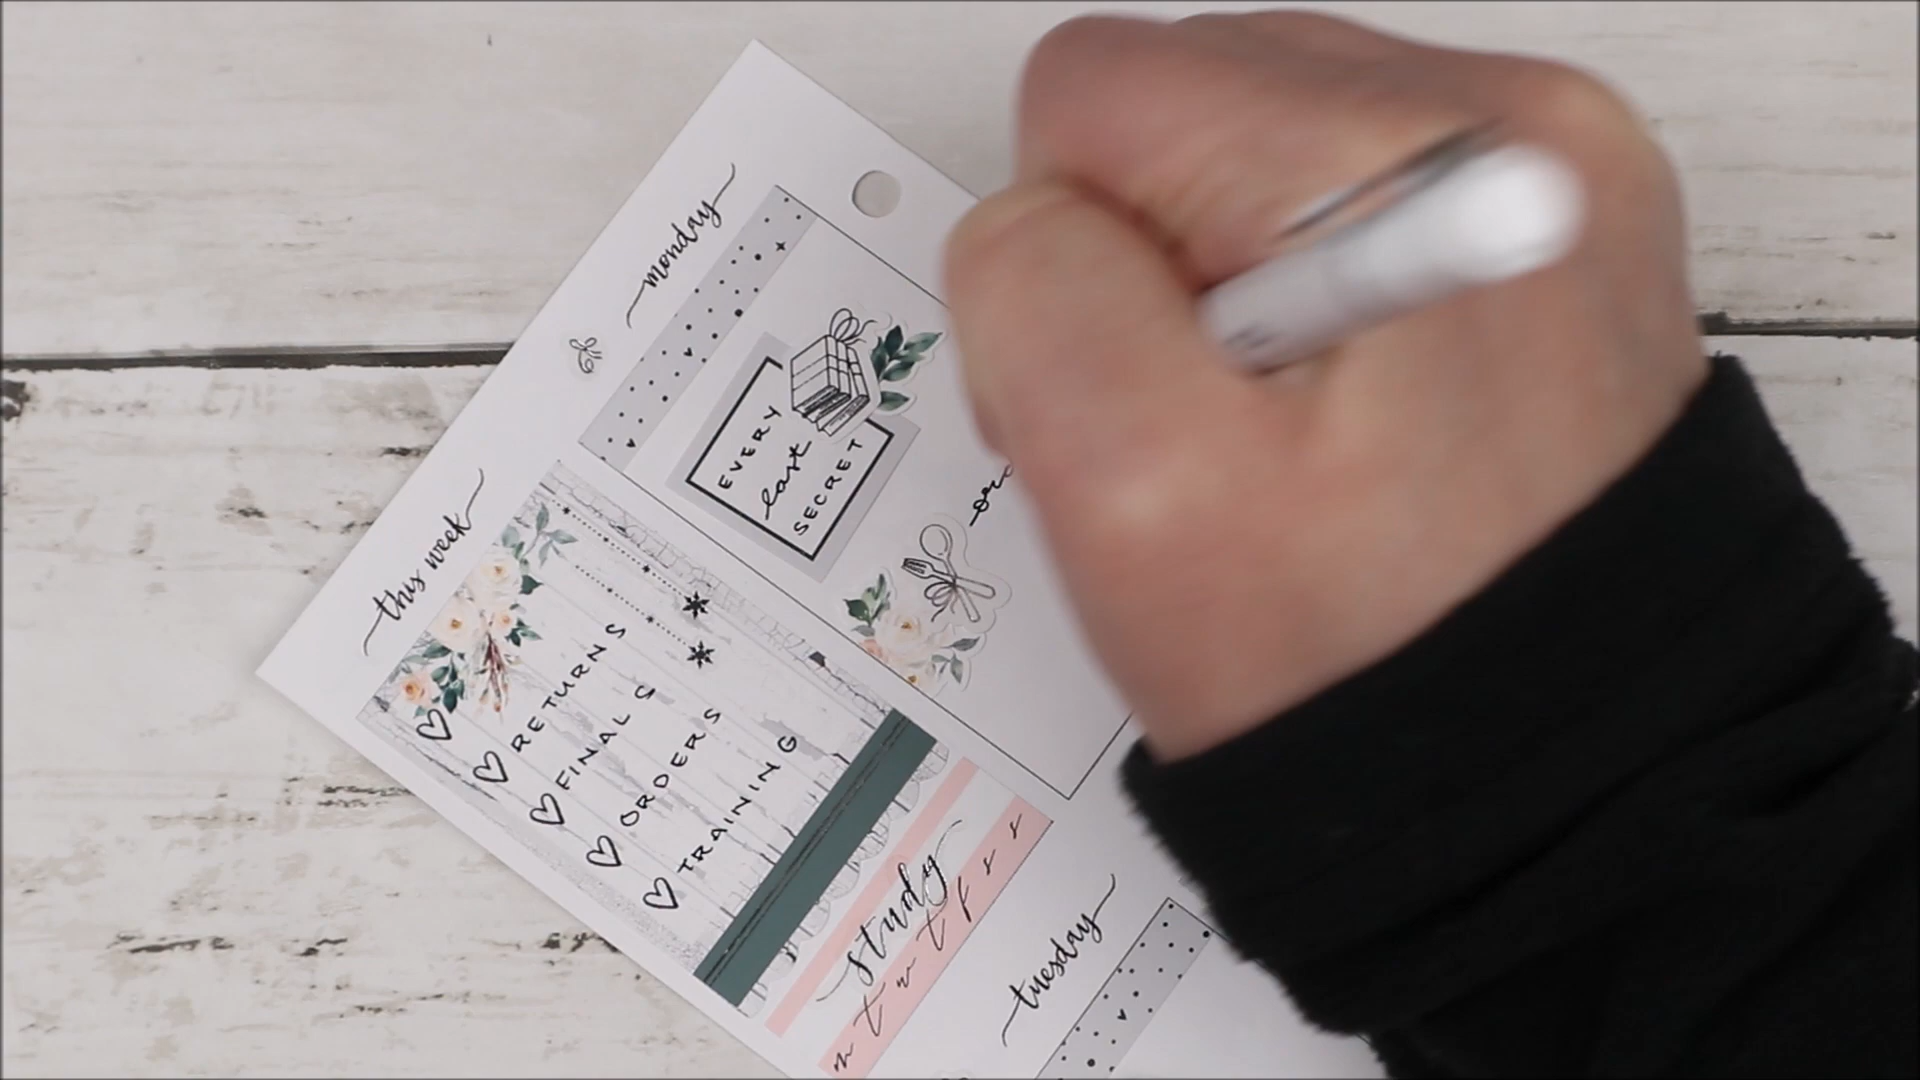 monday
EVERY
last
SECRET
this week
RETURNS
FINALS
ORDERS
TRAINING
study
m t w t f s s
tuesday